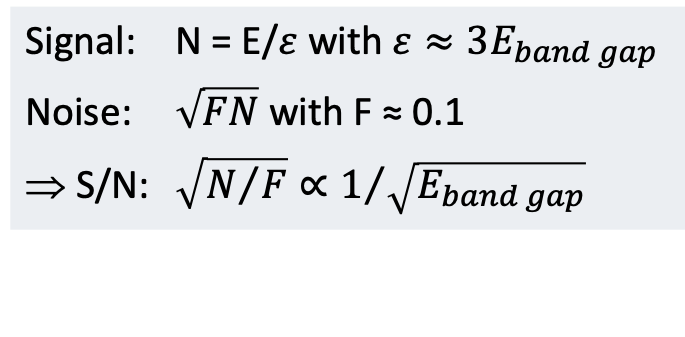 Signal: N = E/ε with ε ≈ 3E_band gap
Noise: √FN with F ≈ 0.1
⇒ S/N: √N/F ∝ 1/√E_band gap